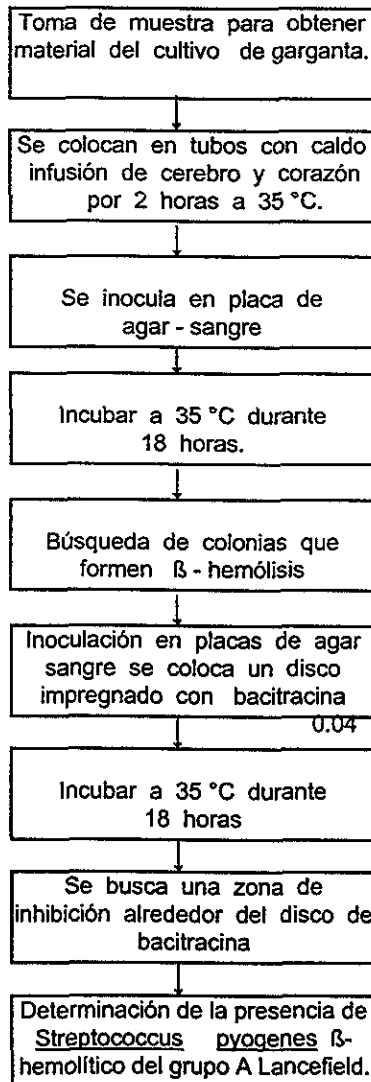 Toma de muestra para obtener
material del cultivo de garganta.
Se colocan en tubos con caldo
infusión de cerebro y corazón
por 2 horas a 35 °C.
Se inocula en placa de
agar - sangre
Incubar a 35 °C durante
18 horas.
Búsqueda de colonias que
formen ß - hemólisis
Inoculación en placas de agar
sangre se coloca un disco
impregnado con bacitracina
0.04
Incubar a 35 °C durante
18 horas
Se busca una zona de
inhibición alrededor del disco de
bacitracina
Determinación de la presencia de
Streptococcus pyogenes ß-
hemolítico del grupo A Lancefield.